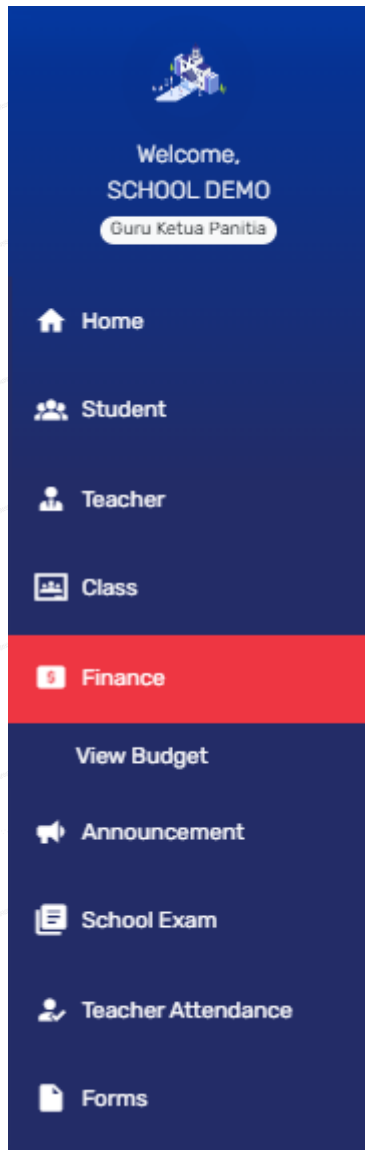 Welcome,
SCHOOL DEMO
Guru Ketua Panitia
Home
Student
Teacher
Class
$ Finance
View Budget
Announcement
School Exam
Teacher Attendance
Forms